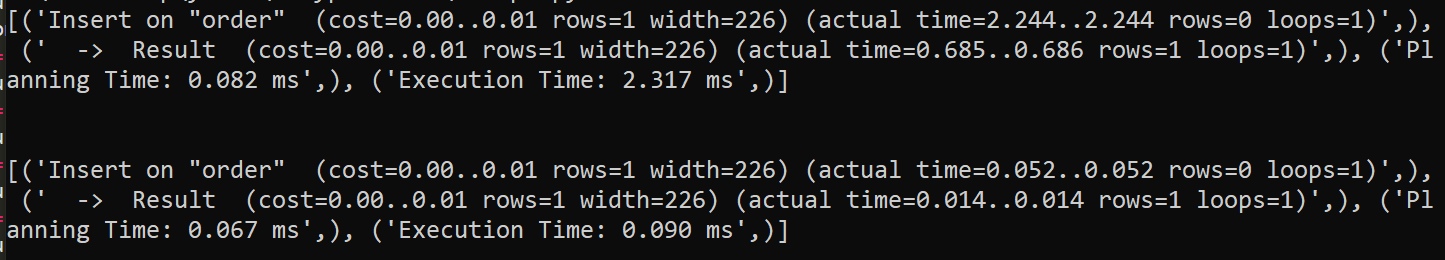 [('Insert on "order"  (cost=0.00..0.01 rows=1 width=226) (actual time=2.244..2.244 rows=0 loops=1)',),
 ('  ->  Result  (cost=0.00..0.01 rows=1 width=226) (actual time=0.685..0.686 rows=1 loops=1)',), ('Pl
anning Time: 0.082 ms',), ('Execution Time: 2.317 ms',)]
[('Insert on "order"  (cost=0.00..0.01 rows=1 width=226) (actual time=0.052..0.052 rows=0 loops=1)',),
 ('  ->  Result  (cost=0.00..0.01 rows=1 width=226) (actual time=0.014..0.014 rows=1 loops=1)',), ('Pl
anning Time: 0.067 ms',), ('Execution Time: 0.090 ms',)]